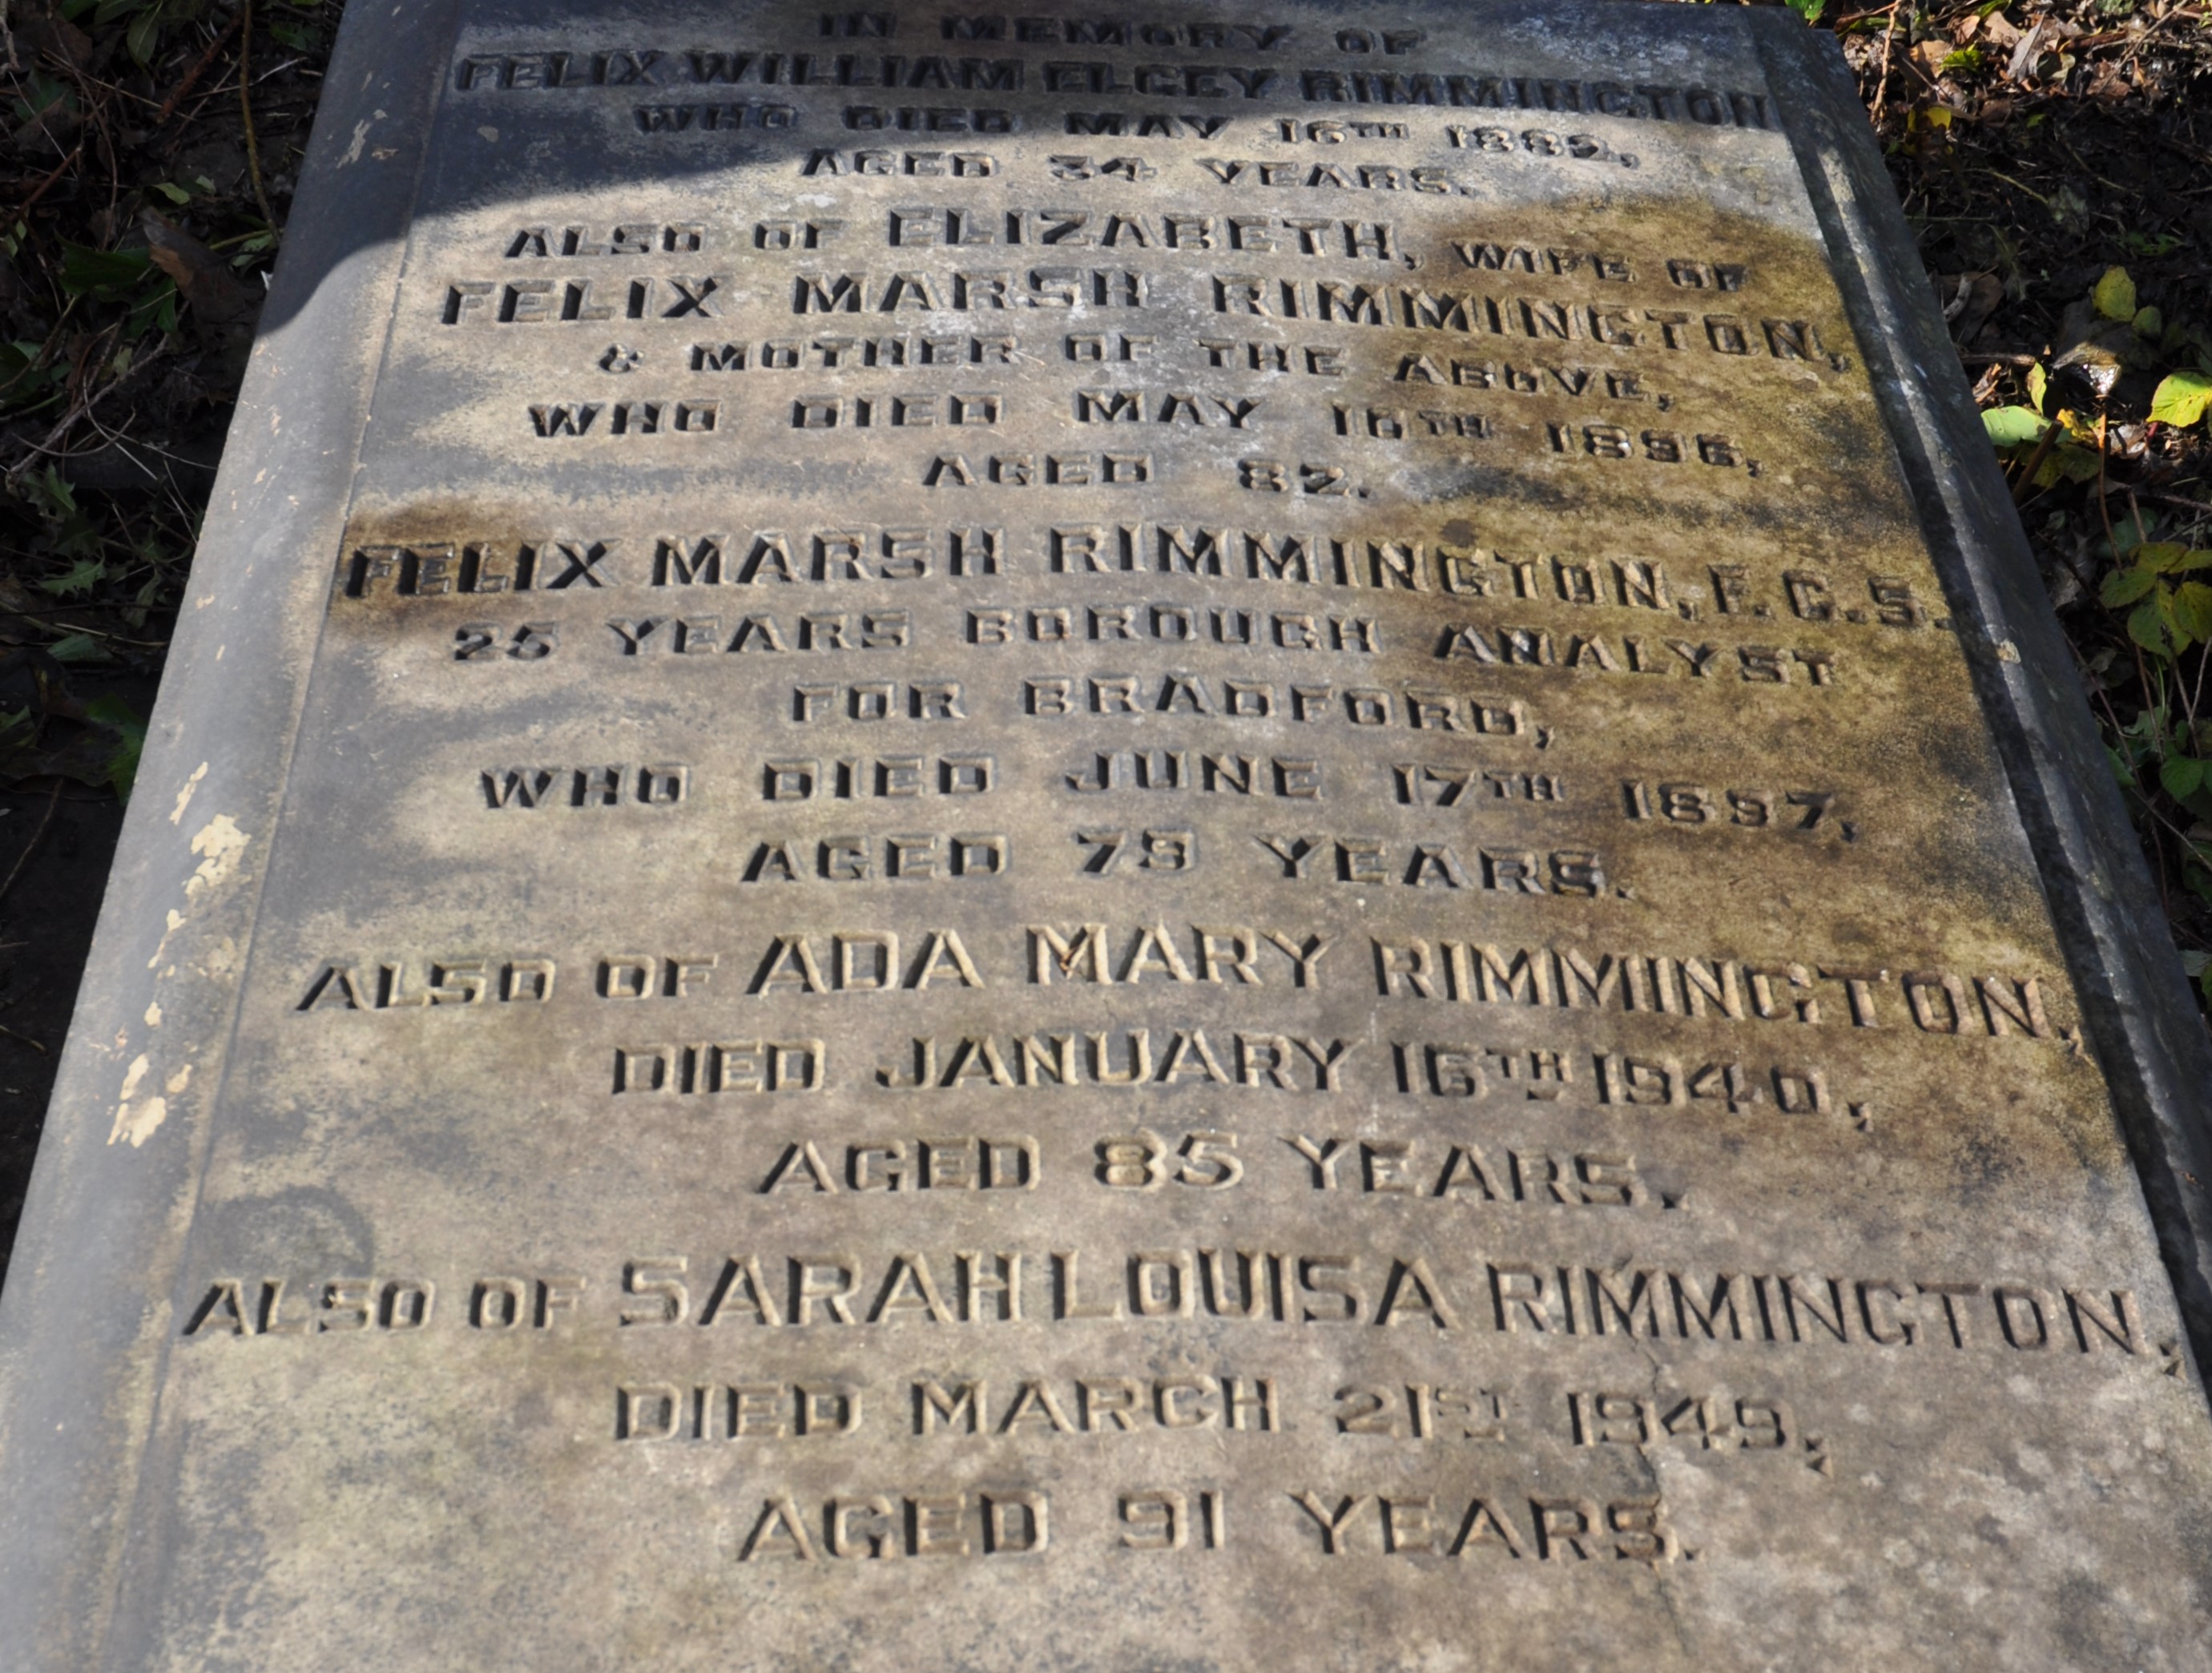 IN MEMORY OF
FELIX WILLIAM ELGEY RIMMINGTON
WHO DIED MAY 16TH 1889,
AGED 34 YEARS.
ALSO OF ELIZABETH, WIFE OF
FELIX MARSH RIMMINGTON,
& MOTHER OF THE ABOVE,
WHO DIED MAY 16TH 1896,
AGED 82.
FELIX MARSH RIMMINGTON, F.C.S.
25 YEARS BOROUGH ANALYST
FOR BRADFORD,
WHO DIED JUNE 17TH 1897,
AGED 79 YEARS.
ALSO OF ADA MARY RIMMINGTON,
DIED JANUARY 16TH 1940,
AGED 85 YEARS.
ALSO OF SARAH LOUISA RIMMINGTON,
DIED MARCH 21ST 1949,
AGED 91 YEARS.